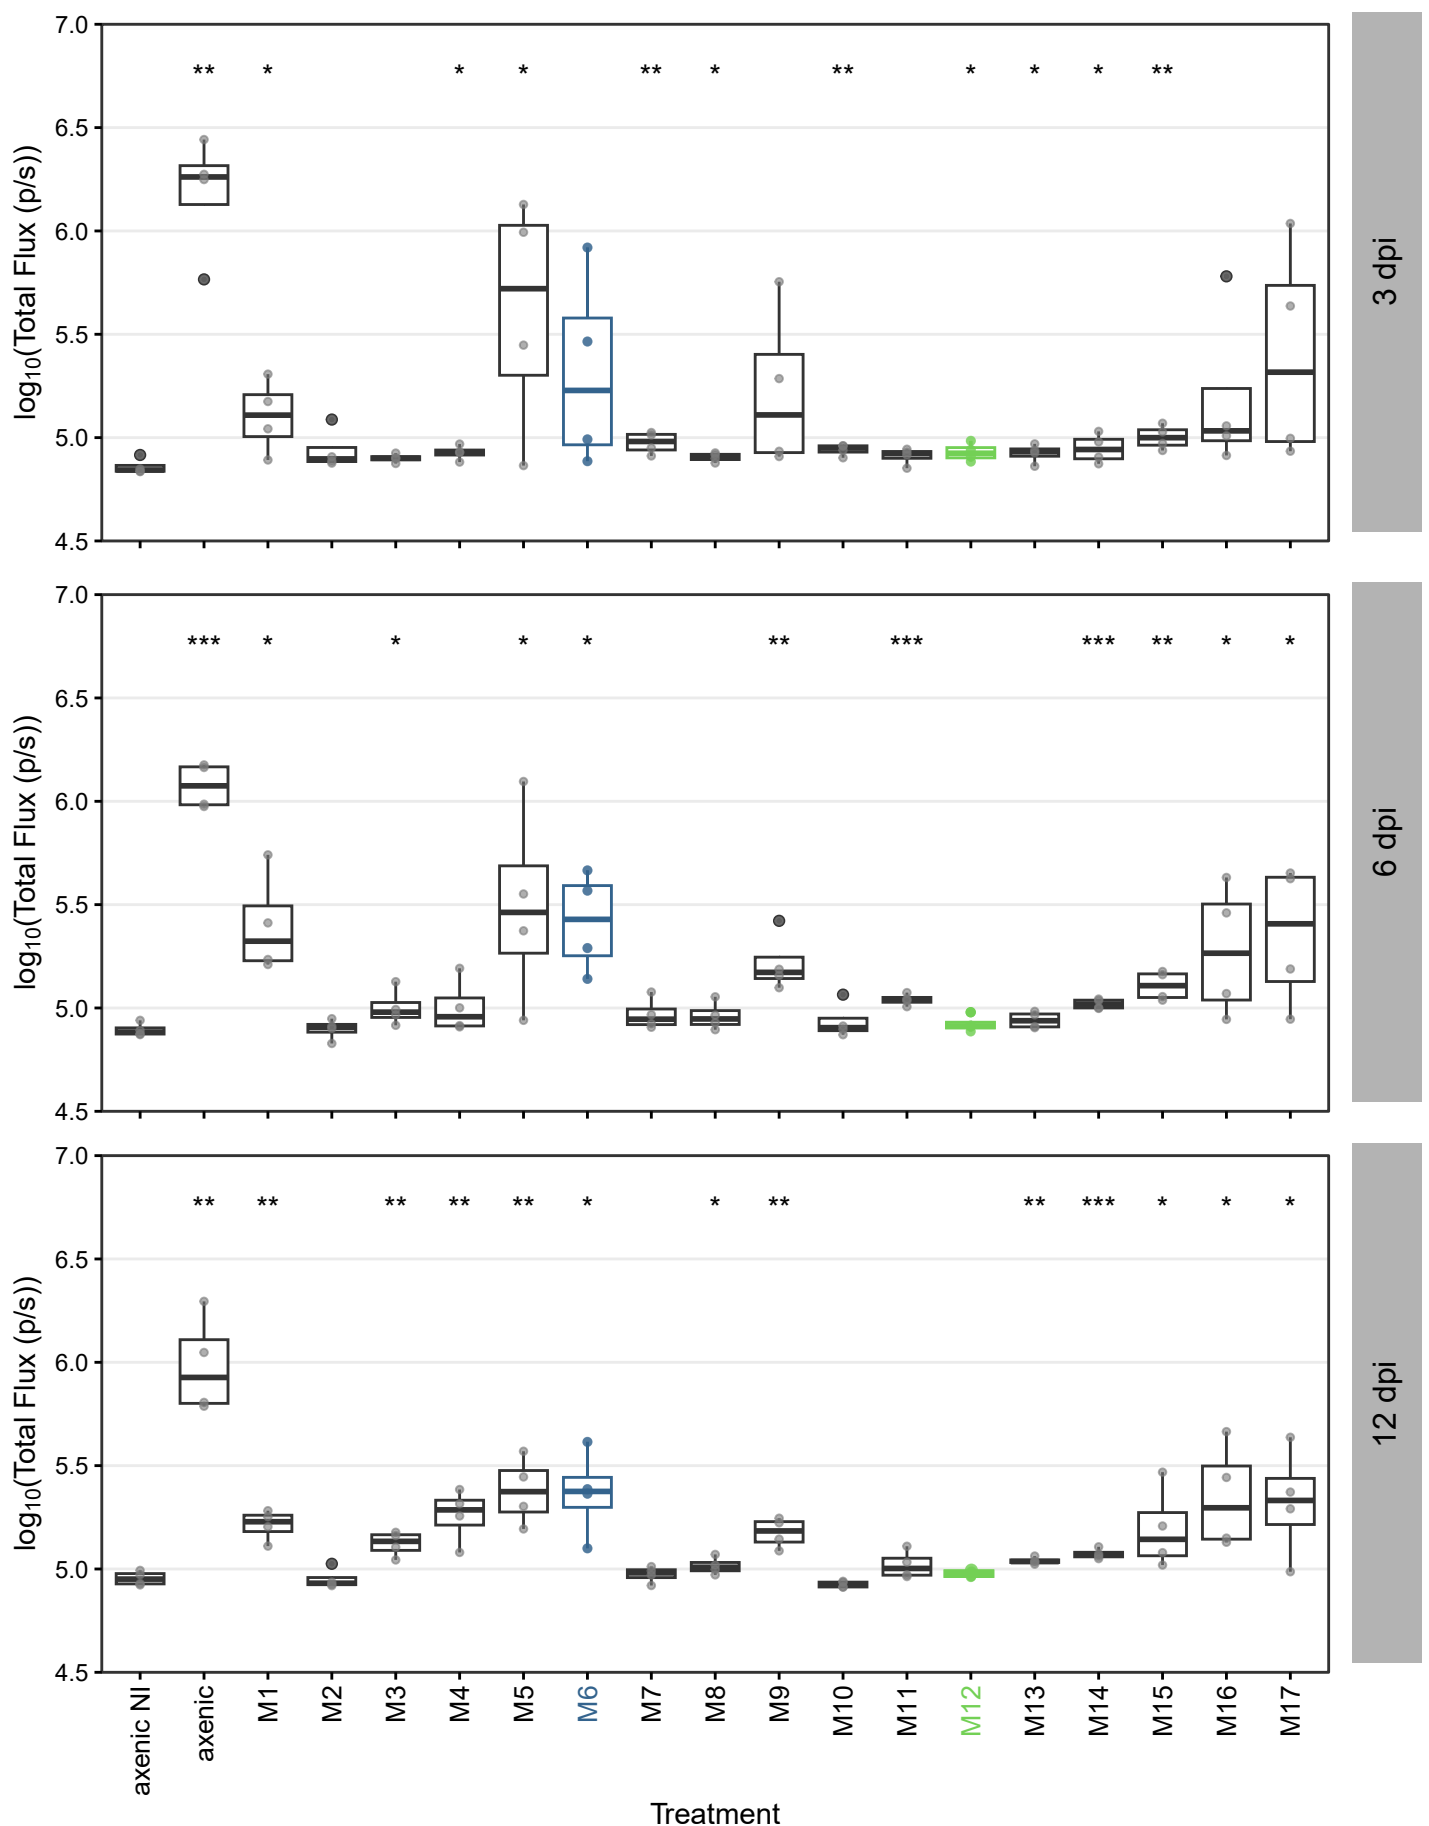 log10(Total Flux (p/s))
7.0
6.5
6.0
5.5
5.0
4.5
** * * * ** * ** * * * **
3 dpi
log10(Total Flux (p/s))
7.0
6.5
6.0
5.5
5.0
4.5
*** * * * * ** *** *** ** * *
6 dpi
log10(Total Flux (p/s))
7.0
6.5
6.0
5.5
5.0
4.5
** ** ** ** ** * * ** ** *** * * *
12 dpi
axenic NI
axenic
M1
M2
M3
M4
M5
M6
M7
M8
M9
M10
M11
M12
M13
M14
M15
M16
M17
Treatment